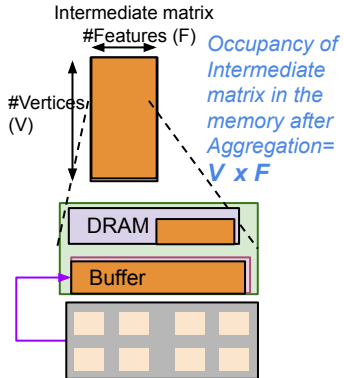 Intermediate matrix
#Features (F)
#Vertices
(V)
Occupancy of
Intermediate
matrix in the
memory after
Aggregation=
V x F
DRAM
Buffer